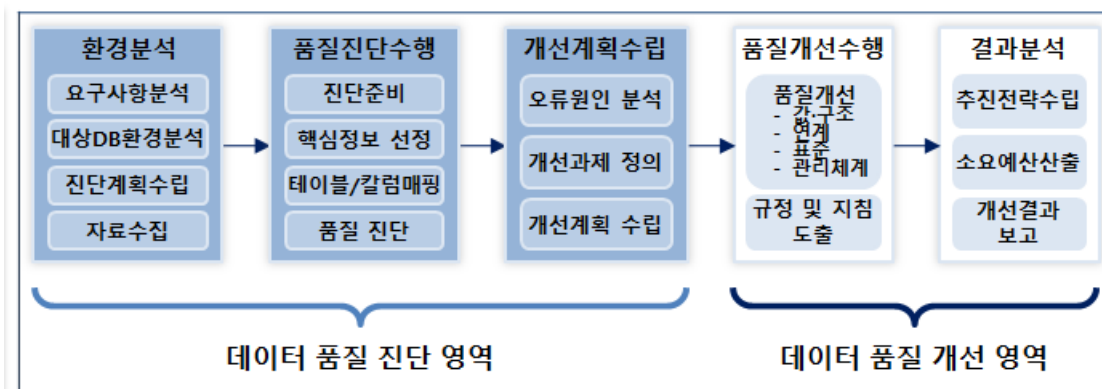 환경분석
요구사항분석
대상DB환경분석
진단계획수립
자료수집
품질진단수행
진단준비
핵심정보 선정
테이블/칼럼매핑
품질 진단
개선계획수립
오류원인 분석
개선과제 정의
개선계획 수립
품질개선수행
품질개선
- 값·구조
- 연계
- 표준
- 관리체계
규정 및 지침
도출
결과분석
추진전략수립
소요예산산출
개선결과
보고
데이터 품질 진단 영역
데이터 품질 개선 영역